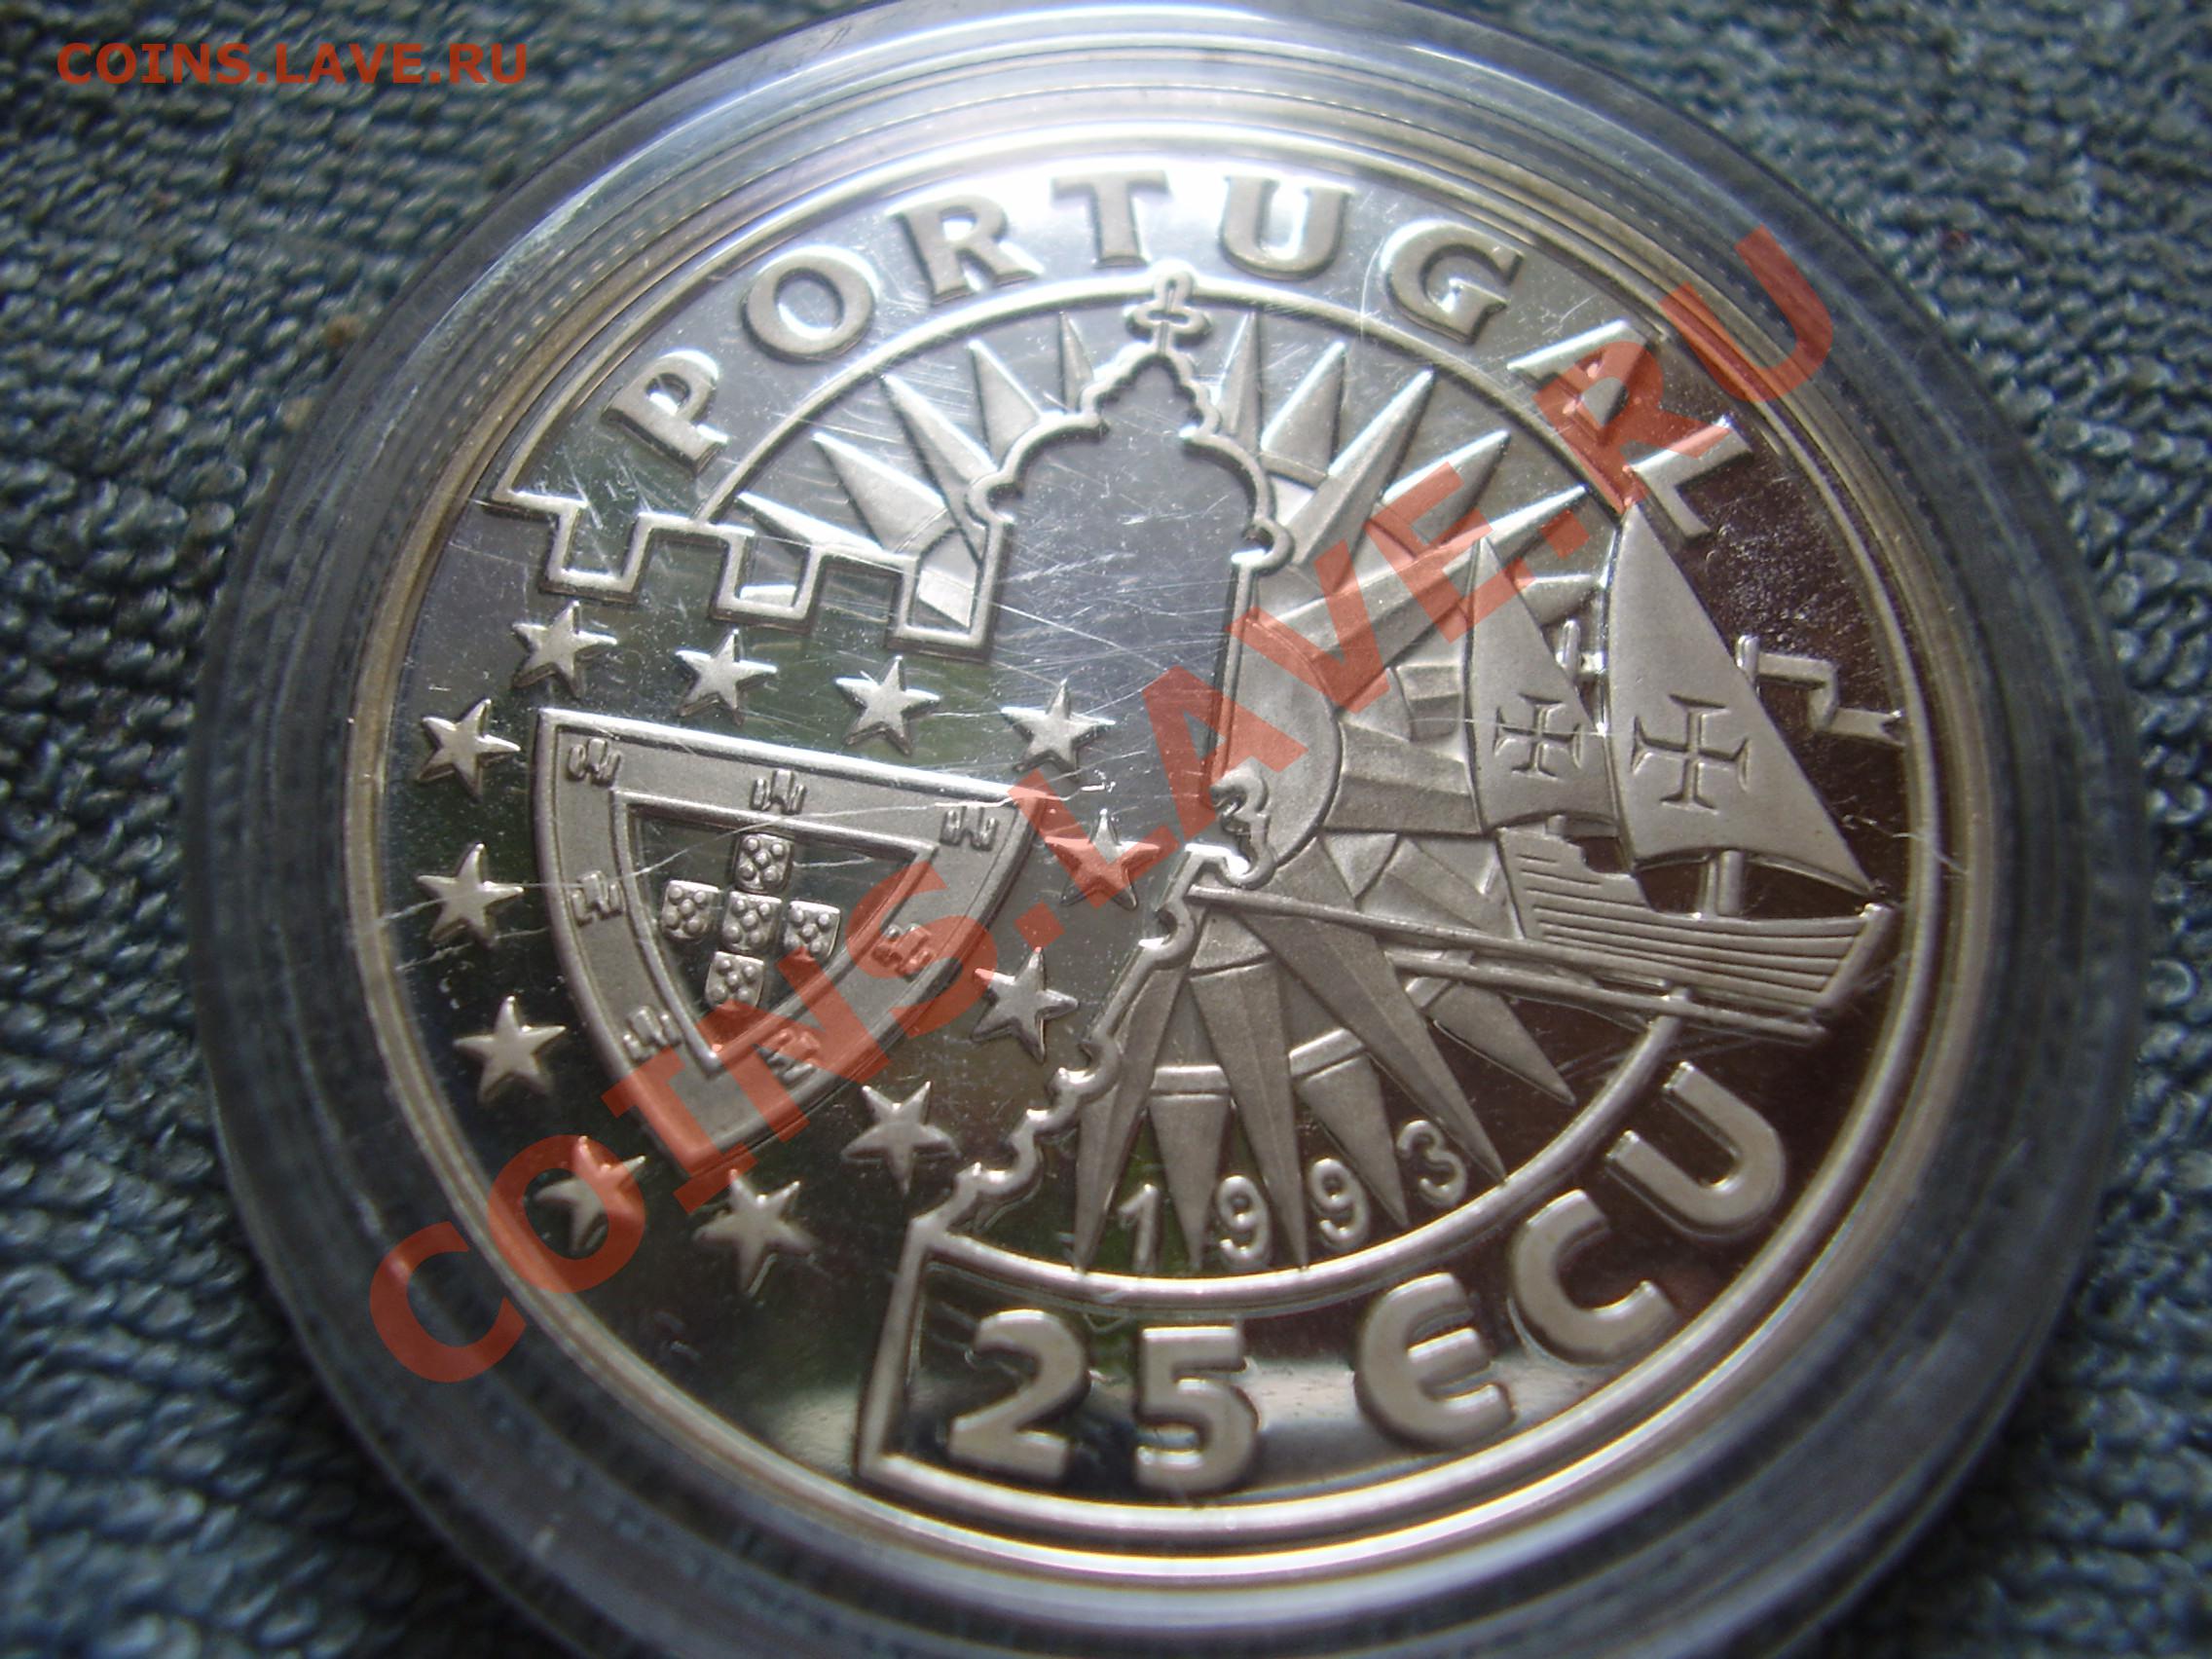 COINS.LAVE.RU
PORTUGAL
COINS.LAVE.RU
1993
25 ECU